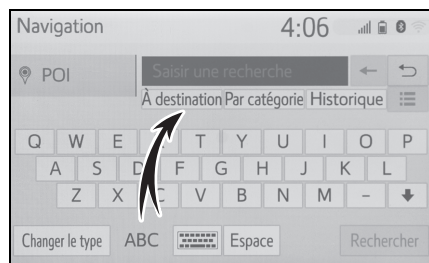 Navigation 4:06
POI Saisir une recherche
À destination Par catégorie Historique
Q W E T Y U I O P
A S D F G H J K L
Z X C V B N M -
Changer le type ABC Espace Rechercher